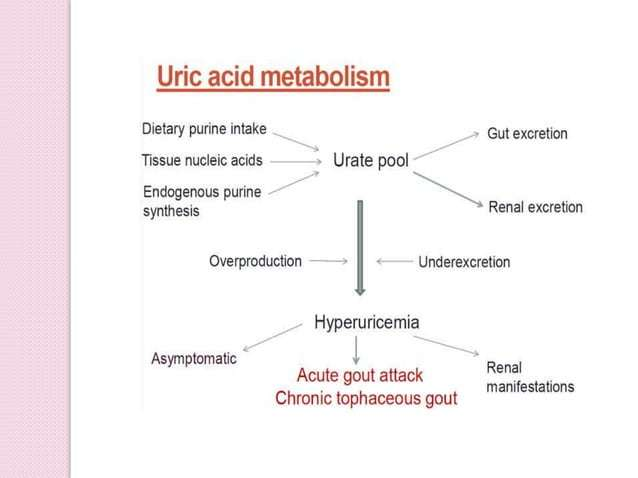 Uric acid metabolism
Dietary purine intake
Gut excretion
Tissue nucleic acids
Urate pool
Endogenous purine
synthesis
Renal excretion
Overproduction
Underexcretion
Hyperuricemia
Asymptomatic
Acute gout attack
Chronic tophaceous gout
Renal
manifestations